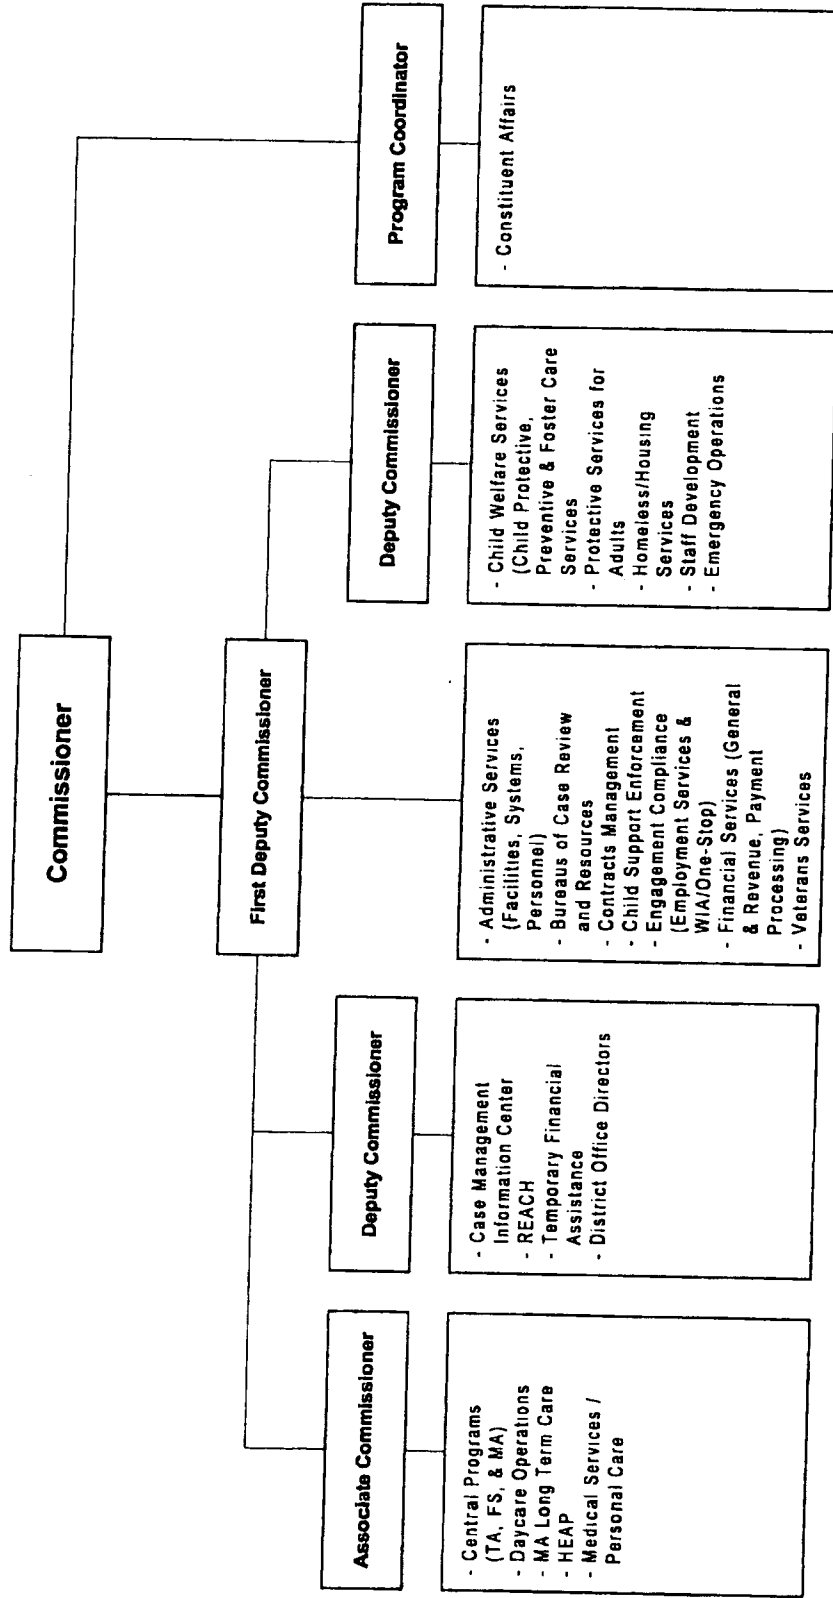 Commissioner
First Deputy Commissioner
Associate Commissioner
Deputy Commissioner
Deputy Commissioner
Program Coordinator
- Central Programs
(TA, FS, & MA)
- Daycare Operations
- MA Long Term Care
- HEAP
- Medical Services /
Personal Care
- Case Management
Information Center
- REACH
- Temporary Financial
Assistance
- District Office Directors
- Administrative Services
(Facilities, Systems,
Personnel)
- Bureaus of Case Review
and Resources
- Contracts Management
- Child Support Enforcement
- Engagement Compliance
(Employment Services &
WIA/One-Stop)
- Financial Services (General
& Revenue, Payment
Processing)
- Veterans Services
- Child Welfare Services
(Child Protective,
Preventive & Foster Care
Services
- Protective Services for
Adults
- Homeless/Housing
Services
- Staff Development
- Emergency Operations
- Constituent Affairs